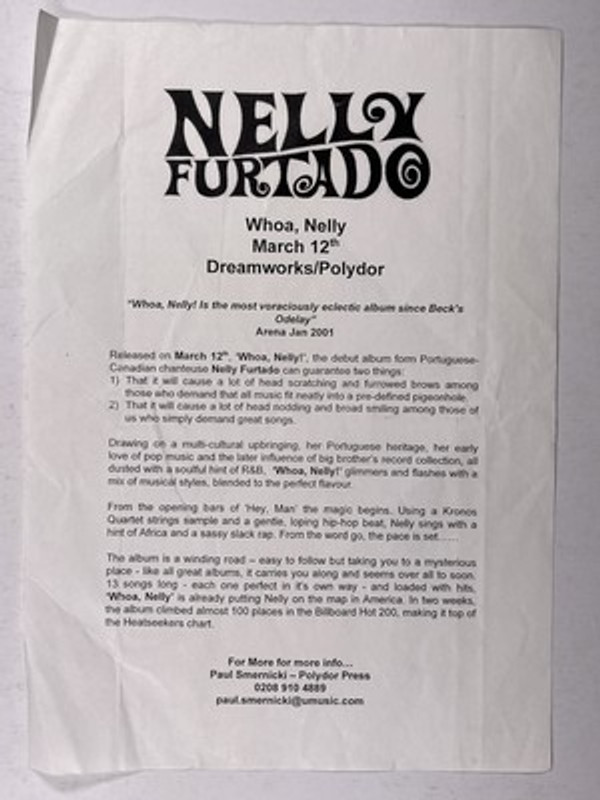 NELLY
FURTADO
Whoa, Nelly
March 12th
Dreamworks/Polydor
"Whoa, Nelly! Is the most voraciously eclectic album since Beck's
Odelay"
Arena Jan 2001
Released on March 12th, 'Whoa, Nelly!', the debut album form Portuguese-
Canadian chanteuse Nelly Furtado can guarantee two things:
1) That it will cause a lot of head scratching and furrowed brows among
those who demand that all music fit neatly into a pre-defined pigeonhole.
2) That it will cause a lot of head nodding and broad smiling among those of
us who simply demand great songs.
Drawing on a multi-cultural upbringing, her Portuguese heritage, her early
love of pop music and the later influence of big brother's record collection, all
dusted with a soulful hint of R&B, 'Whoa, Nelly!' glimmers and flashes with a
mix of musical styles, blended to the perfect flavour.
From the opening bars of 'Hey, Man' the magic begins. Using a Kronos
Quartet strings sample and a gentle, loping hip-hop beat, Nelly sings with a
hint of Africa and a sassy slack rap. From the word go, the pace is set......
The album is a winding road – easy to follow but taking you to a mysterious
place - like all great albums, it carries you along and seems over all to soon.
13 songs long - each one perfect in it's own way - and loaded with hits,
'Whoa, Nelly' is already putting Nelly on the map in America. In two weeks,
the album climbed almost 100 places in the Billboard Hot 200, making it top of
the Heatseekers chart.
For More for more info...
Paul Smernicki – Polydor Press
0208 910 4889
paul.smernicki@umusic.com